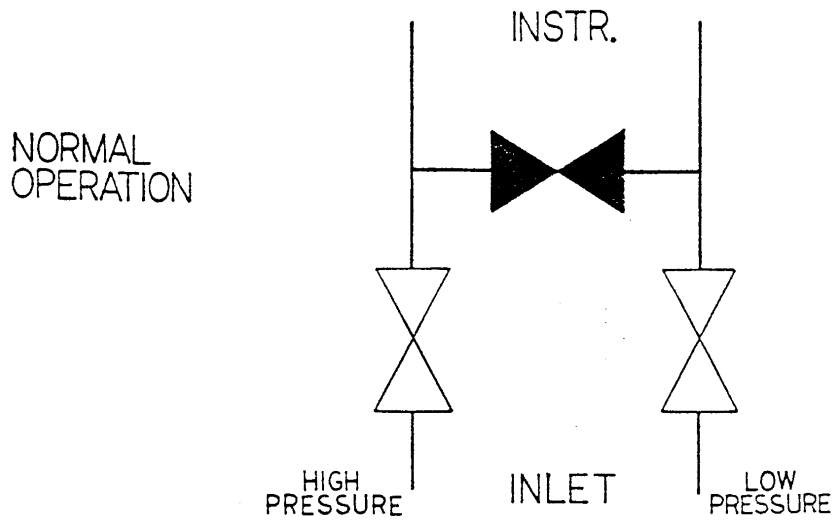 INSTR.
NORMAL
OPERATION
HIGH
PRESSURE
INLET
LOW
PRESSURE